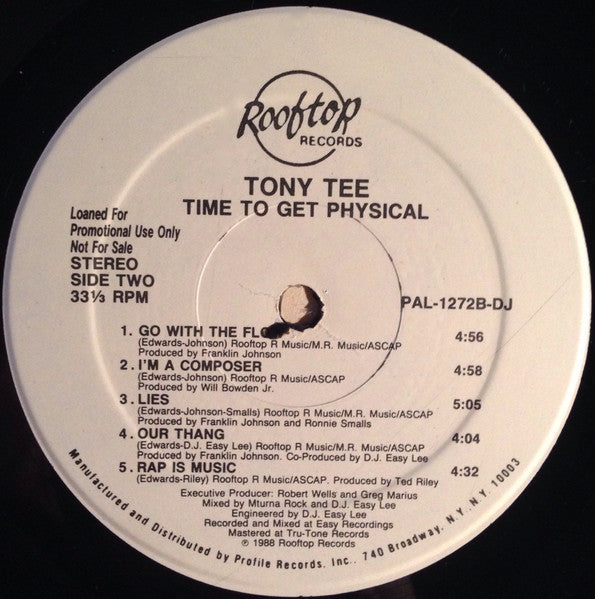 Rooftop
RECORDS
TONY TEE
TIME TO GET PHYSICAL
Loaned For
Promotional Use Only
Not For Sale
STEREO
SIDE TWO
33⅓ RPM
PAL-1272B-DJ
1. GO WITH THE FLO 4:56
(Edwards-Johnson) Rooftop R Music/M.R. Music/ASCAP
Produced by Franklin Johnson
2. I'M A COMPOSER 4:58
(Edwards-Johnson) Rooftop R Music/ASCAP
Produced by Will Bowden Jr.
3. LIES 5:05
(Edwards-Johnson-Smalls) Rooftop R Music/M.R. Music/ASCAP
Produced by Franklin Johnson and Ronnie Smalls
4. OUR THANG 4:04
(Edwards-D.J. Easy Lee) Rooftop R Music/M.R. Music/ASCAP
Produced by Franklin Johnson. Co-Produced by D.J. Easy Lee
5. RAP IS MUSIC 4:32
(Edwards-Riley) Rooftop R Music/ASCAP. Produced by Ted Riley
Executive Producer: Robert Wells and Greg Marius
Mixed by Mturna Rock and D.J. Easy Lee
Engineered by D.J. Easy Lee
Recorded and Mixed at Easy Recordings
Mastered at Tru-Tone Records
℗ 1988 Rooftop Records
Manufactured and Distributed by Profile Records, Inc., 740 Broadway, N.Y., N.Y. 10003